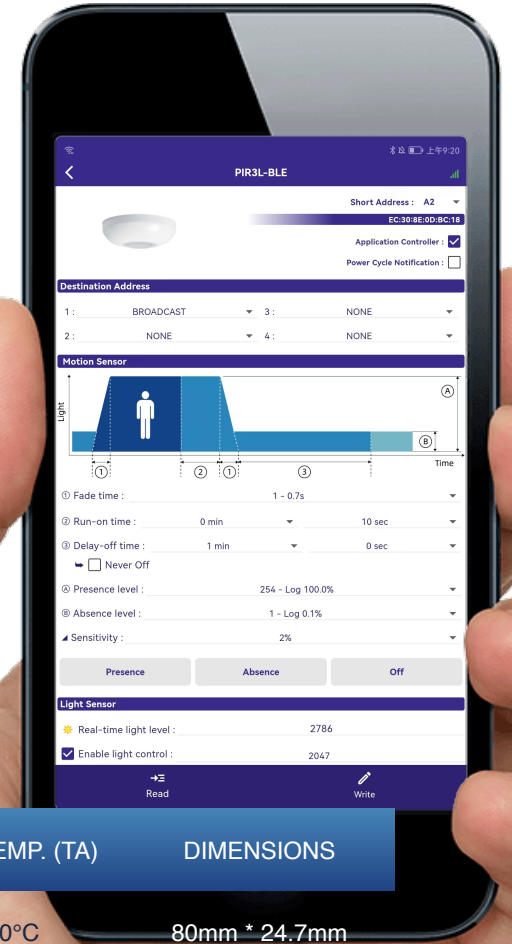 上午9:20
PIR3L-BLE
Short Address : A2
EC:30:8E:0D:BC:18
Application Controller :
Power Cycle Notification :
Destination Address
1 : BROADCAST 3 : NONE
2 : NONE 4 : NONE
Motion Sensor
Light
Ⓐ
Ⓑ
Time
① ② ① ③
① Fade time : 1 - 0.7s
② Run-on time : 0 min 10 sec
③ Delay-off time : 1 min 0 sec
Never Off
Ⓐ Presence level : 254 - Log 100.0%
Ⓑ Absence level : 1 - Log 0.1%
Sensitivity : 2%
Presence Absence Off
Light Sensor
Real-time light level : 2786
Enable light control : 2047
Read Write
EMP. (TA) DIMENSIONS
0°C 80mm * 24.7mm